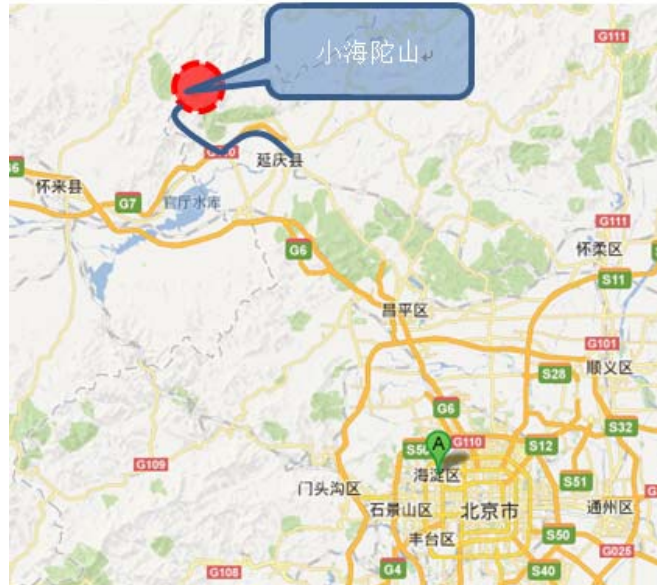 小海陀山
G111
延庆县
怀来县
G7
官厅水库
G6
G111
怀柔区
S11
昌平区
G101
顺义区
S28
G6
S32
G110
S12
海淀区
G109
门头沟区
S51
石景山区
北京市
通州区
丰台区
S50
G025
G4
G108
S40